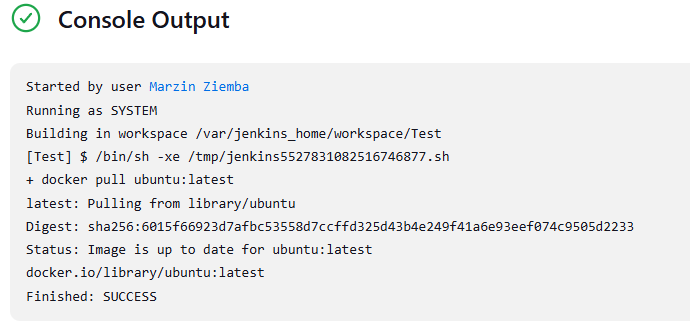 Console Output
Started by user Marzin Ziemba
Running as SYSTEM
Building in workspace /var/jenkins_home/workspace/Test
[Test] $ /bin/sh -xe /tmp/jenkins5527831082516746877.sh
+ docker pull ubuntu:latest
latest: Pulling from library/ubuntu
Digest: sha256:6015f66923d7afbc53558d7ccffd325d43b4e249f41a6e93eef074c9505d2233
Status: Image is up to date for ubuntu:latest
docker.io/library/ubuntu:latest
Finished: SUCCESS